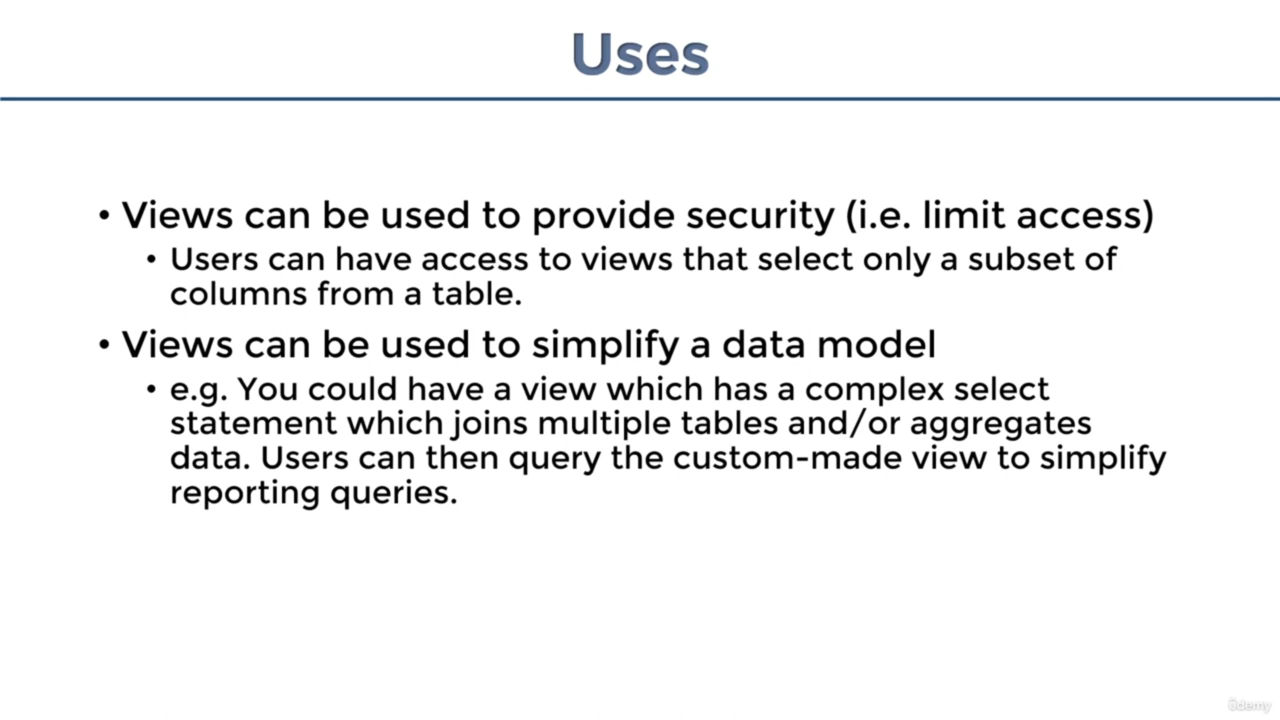 Uses
• Views can be used to provide security (i.e. limit access)
• Users can have access to views that select only a subset of
columns from a table.
• Views can be used to simplify a data model
• e.g. You could have a view which has a complex select
statement which joins multiple tables and/or aggregates
data. Users can then query the custom-made view to simplify
reporting queries.
ûdemy